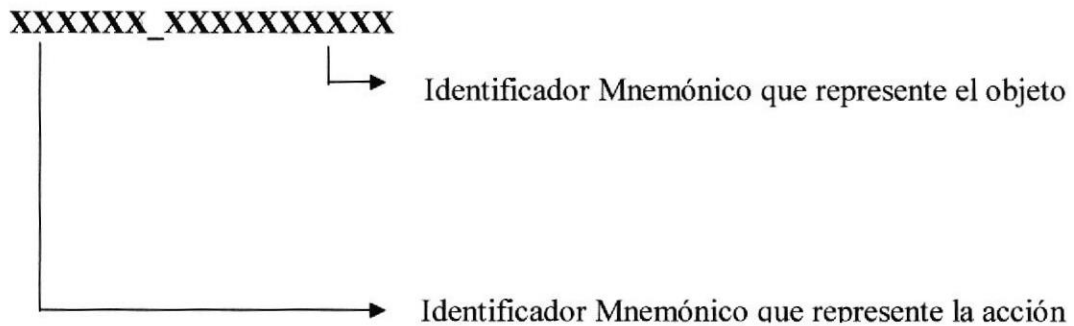 XXXXXX_XXXXXXXXXX
Identificador Mnemónico que represente el objeto
Identificador Mnemónico que represente la acción